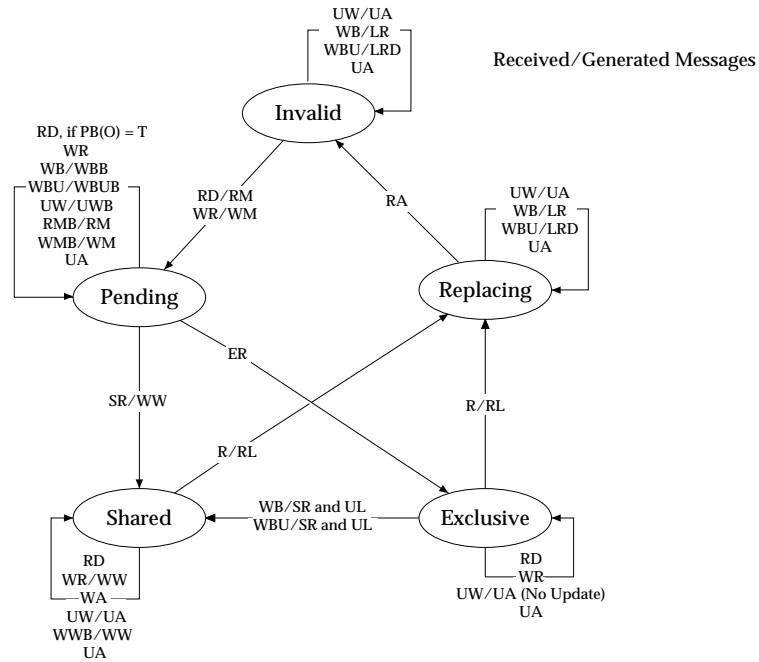 UW/UA
WB/LR
WBU/LRD
UA
Received/Generated Messages
Invalid
RD, if PB(O) = T
WR
WB/WBB
WBU/WBUB
UW/UWB
RMB/RM
WMB/WM
UA
RD/RM
WR/WM
RA
UW/UA
WB/LR
WBU/LRD
UA
Pending
Replacing
ER
SR/WW
R/RL
R/RL
Shared
WB/SR and UL
WBU/SR and UL
Exclusive
RD
WR/WW
WA
UW/UA
WWB/WW
UA
RD
WR
UW/UA (No Update)
UA